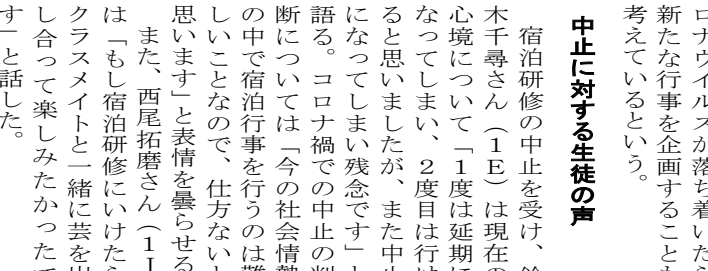 ロナウイルスが落ち着いたら
新たな行事を企画することも
考えているという。
中止に対する生徒の声
宿泊研修の中止を受け、鈴
木千尋さん（１Ｅ）は現在の
心境について「１度は延期に
なってしまい、２度目は行け
ると思いましたが、また中止
になってしまい残念です」と
語る。コロナ禍での中止の判
断については「今の社会情勢
の中で宿泊行事を行うのは難
しいことなので、仕方ないと
思います」と表情を曇らせる
また、西尾拓磨さん（１Ｉ
は「もし宿泊研修にいけたら
クラスメイトと一緒に芸を出
し合って楽しみたかったで
す」と話した。